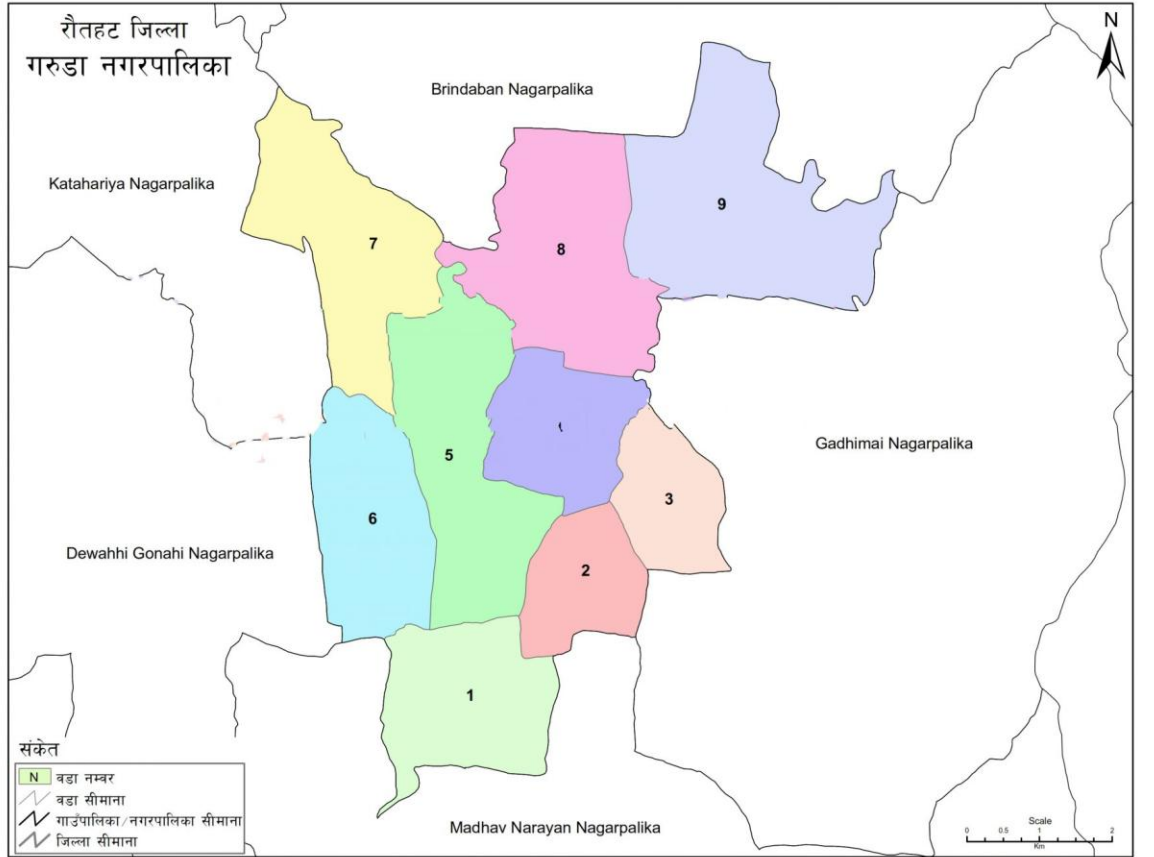 रौतहट जिल्ला
गरुडा नगरपालिका
N
Brindaban Nagarpalika
Katahariya Nagarpalika
9
7
8
Gadhimai Nagarpalika
5
3
6
Dewahhi Gonahi Nagarpalika
2
1
संकेत
N वडा नम्वर
वडा सीमाना
गाउँपालिका/नगरपालिका सीमाना
जिल्ला सीमाना
Madhav Narayan Nagarpalika
Scale
0 0.5 1 2
Km